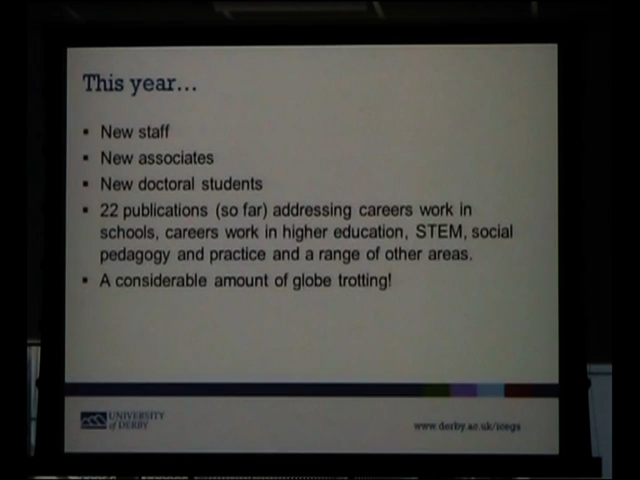 This year...
▪ New staff
▪ New associates
▪ New doctoral students
▪ 22 publications (so far) addressing careers work in
schools, careers work in higher education, STEM, social
pedagogy and practice and a range of other areas.
▪ A considerable amount of globe trotting!
UNIVERSITY
of DERBY
www.derby.ac.uk/icegs